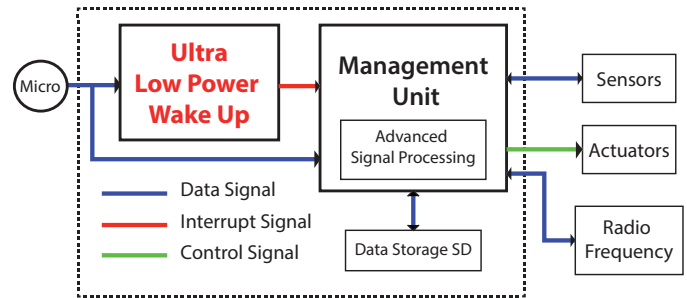 Micro
Ultra
Low Power
Wake Up
Management
Unit
Advanced
Signal Processing
Sensors
Actuators
Radio
Frequency
Data Storage SD
Data Signal
Interrupt Signal
Control Signal